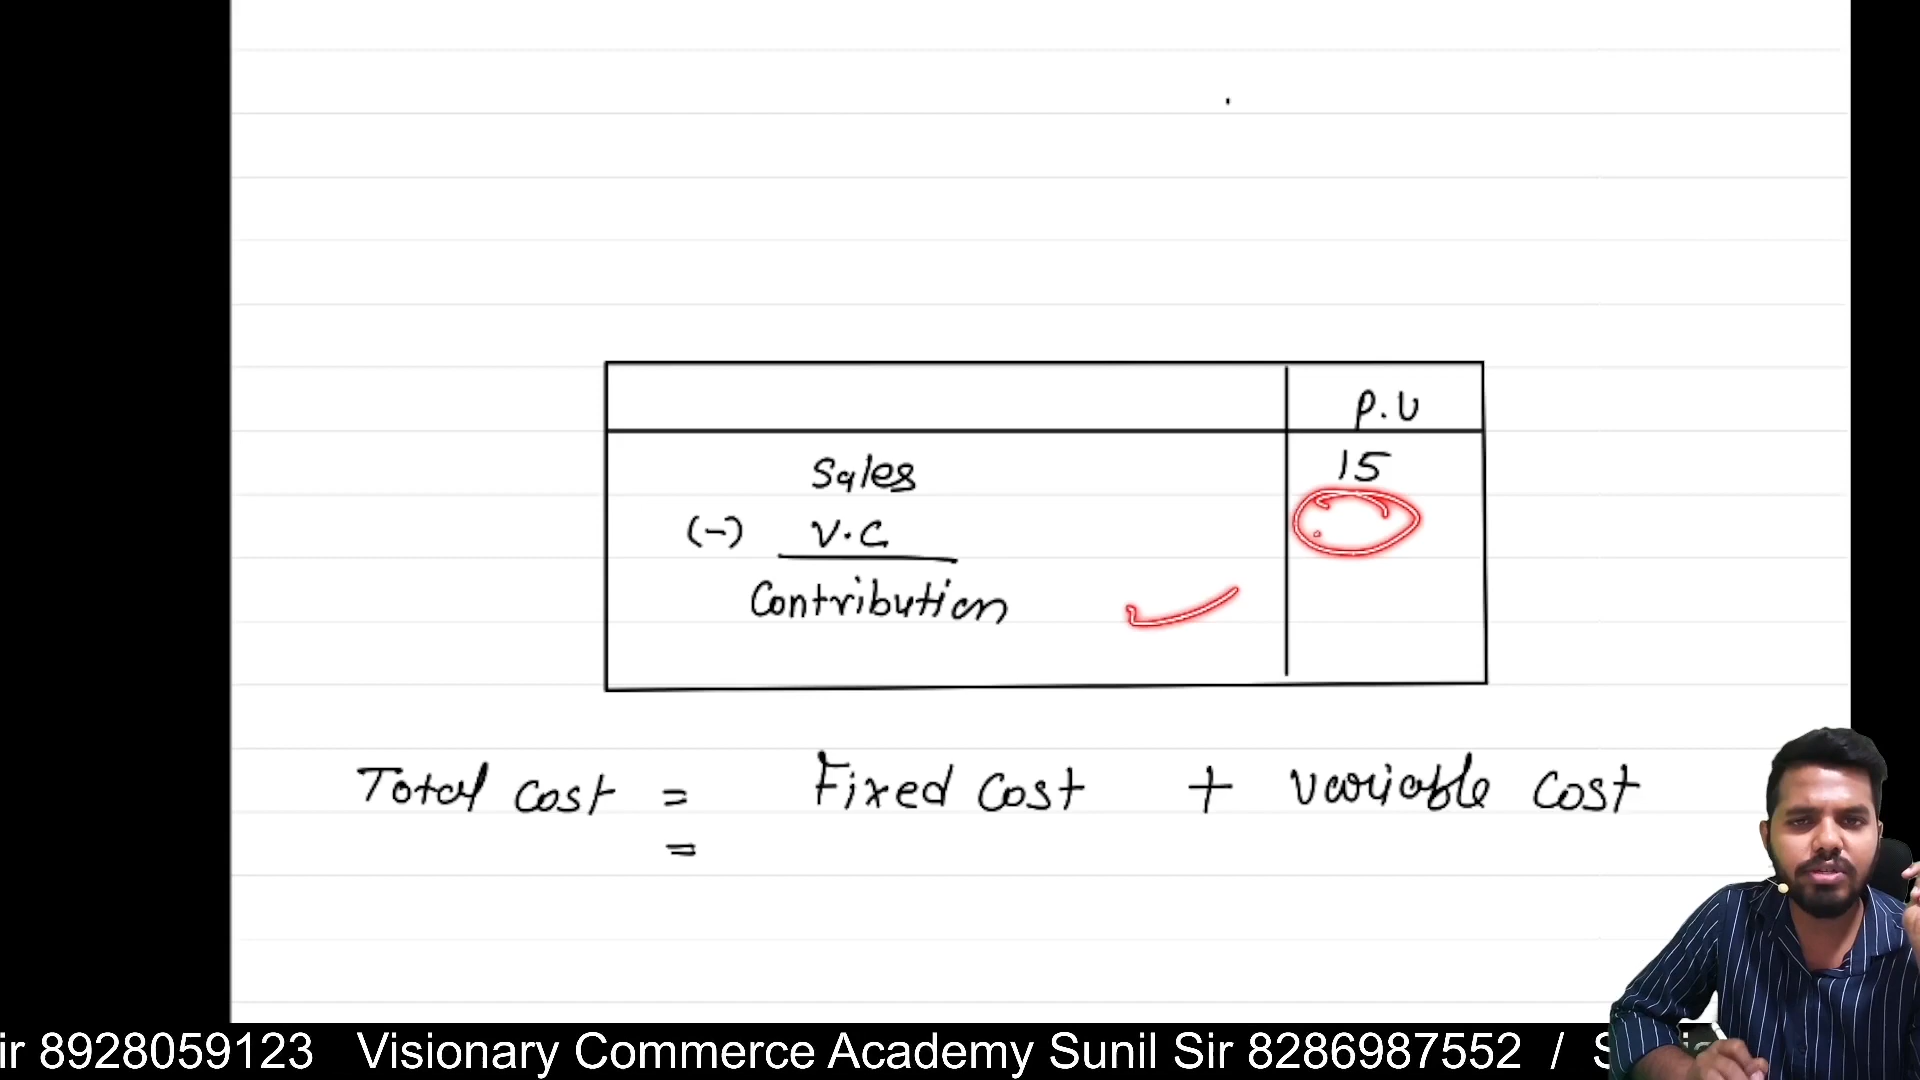 P.U
Sales 15
(-) V.C
Contribution
Total cost = Fixed cost + variable cost
=
ir 8928059123 Visionary Commerce Academy Sunil Sir 8286987552 / S